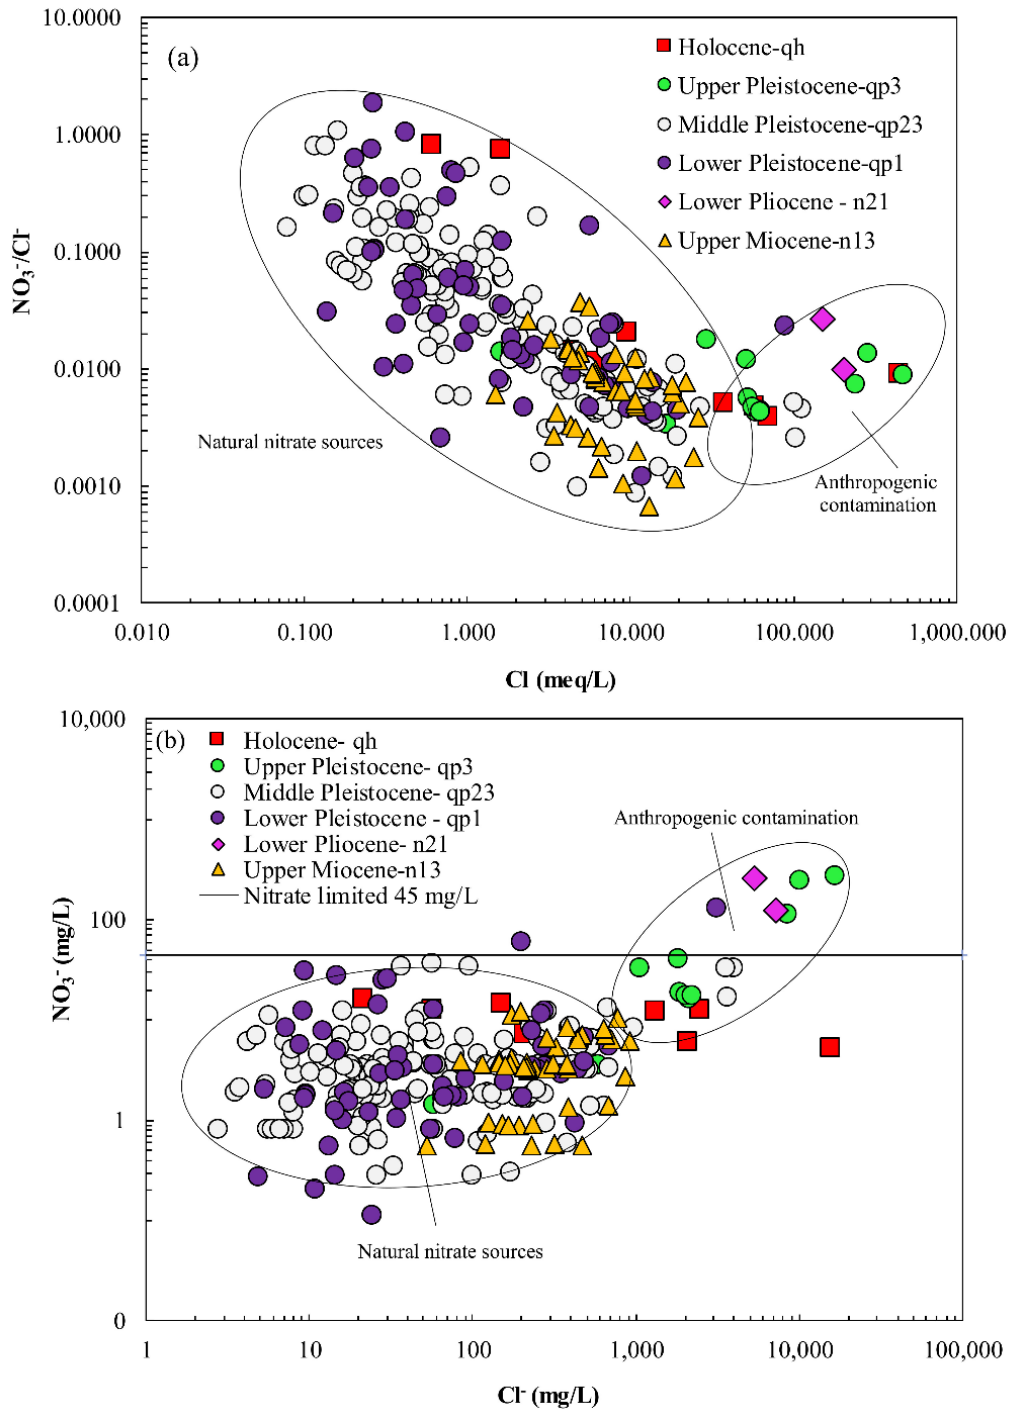 (a)
10.0000
1.0000
0.1000
0.0100
0.0010
0.0001
NO3-/Cl-
Holocene-qh
Upper Pleistocene-qp3
Middle Pleistocene-qp23
Lower Pleistocene-qp1
Lower Pliocene - n21
Upper Miocene-n13
Natural nitrate sources
Anthropogenic
contamination
0.010
0.100
1.000
10.000
100.000
1,000.000
Cl (meq/L)
(b)
10,000
100
1
0
NO3- (mg/L)
Holocene- qh
Upper Pleistocene- qp3
Middle Pleistocene- qp23
Lower Pleistocene - qp1
Lower Pliocene- n21
Upper Miocene-n13
Nitrate limited 45 mg/L
Anthropogenic contamination
Natural nitrate sources
1
10
100
1,000
10,000
100,000
Cl- (mg/L)